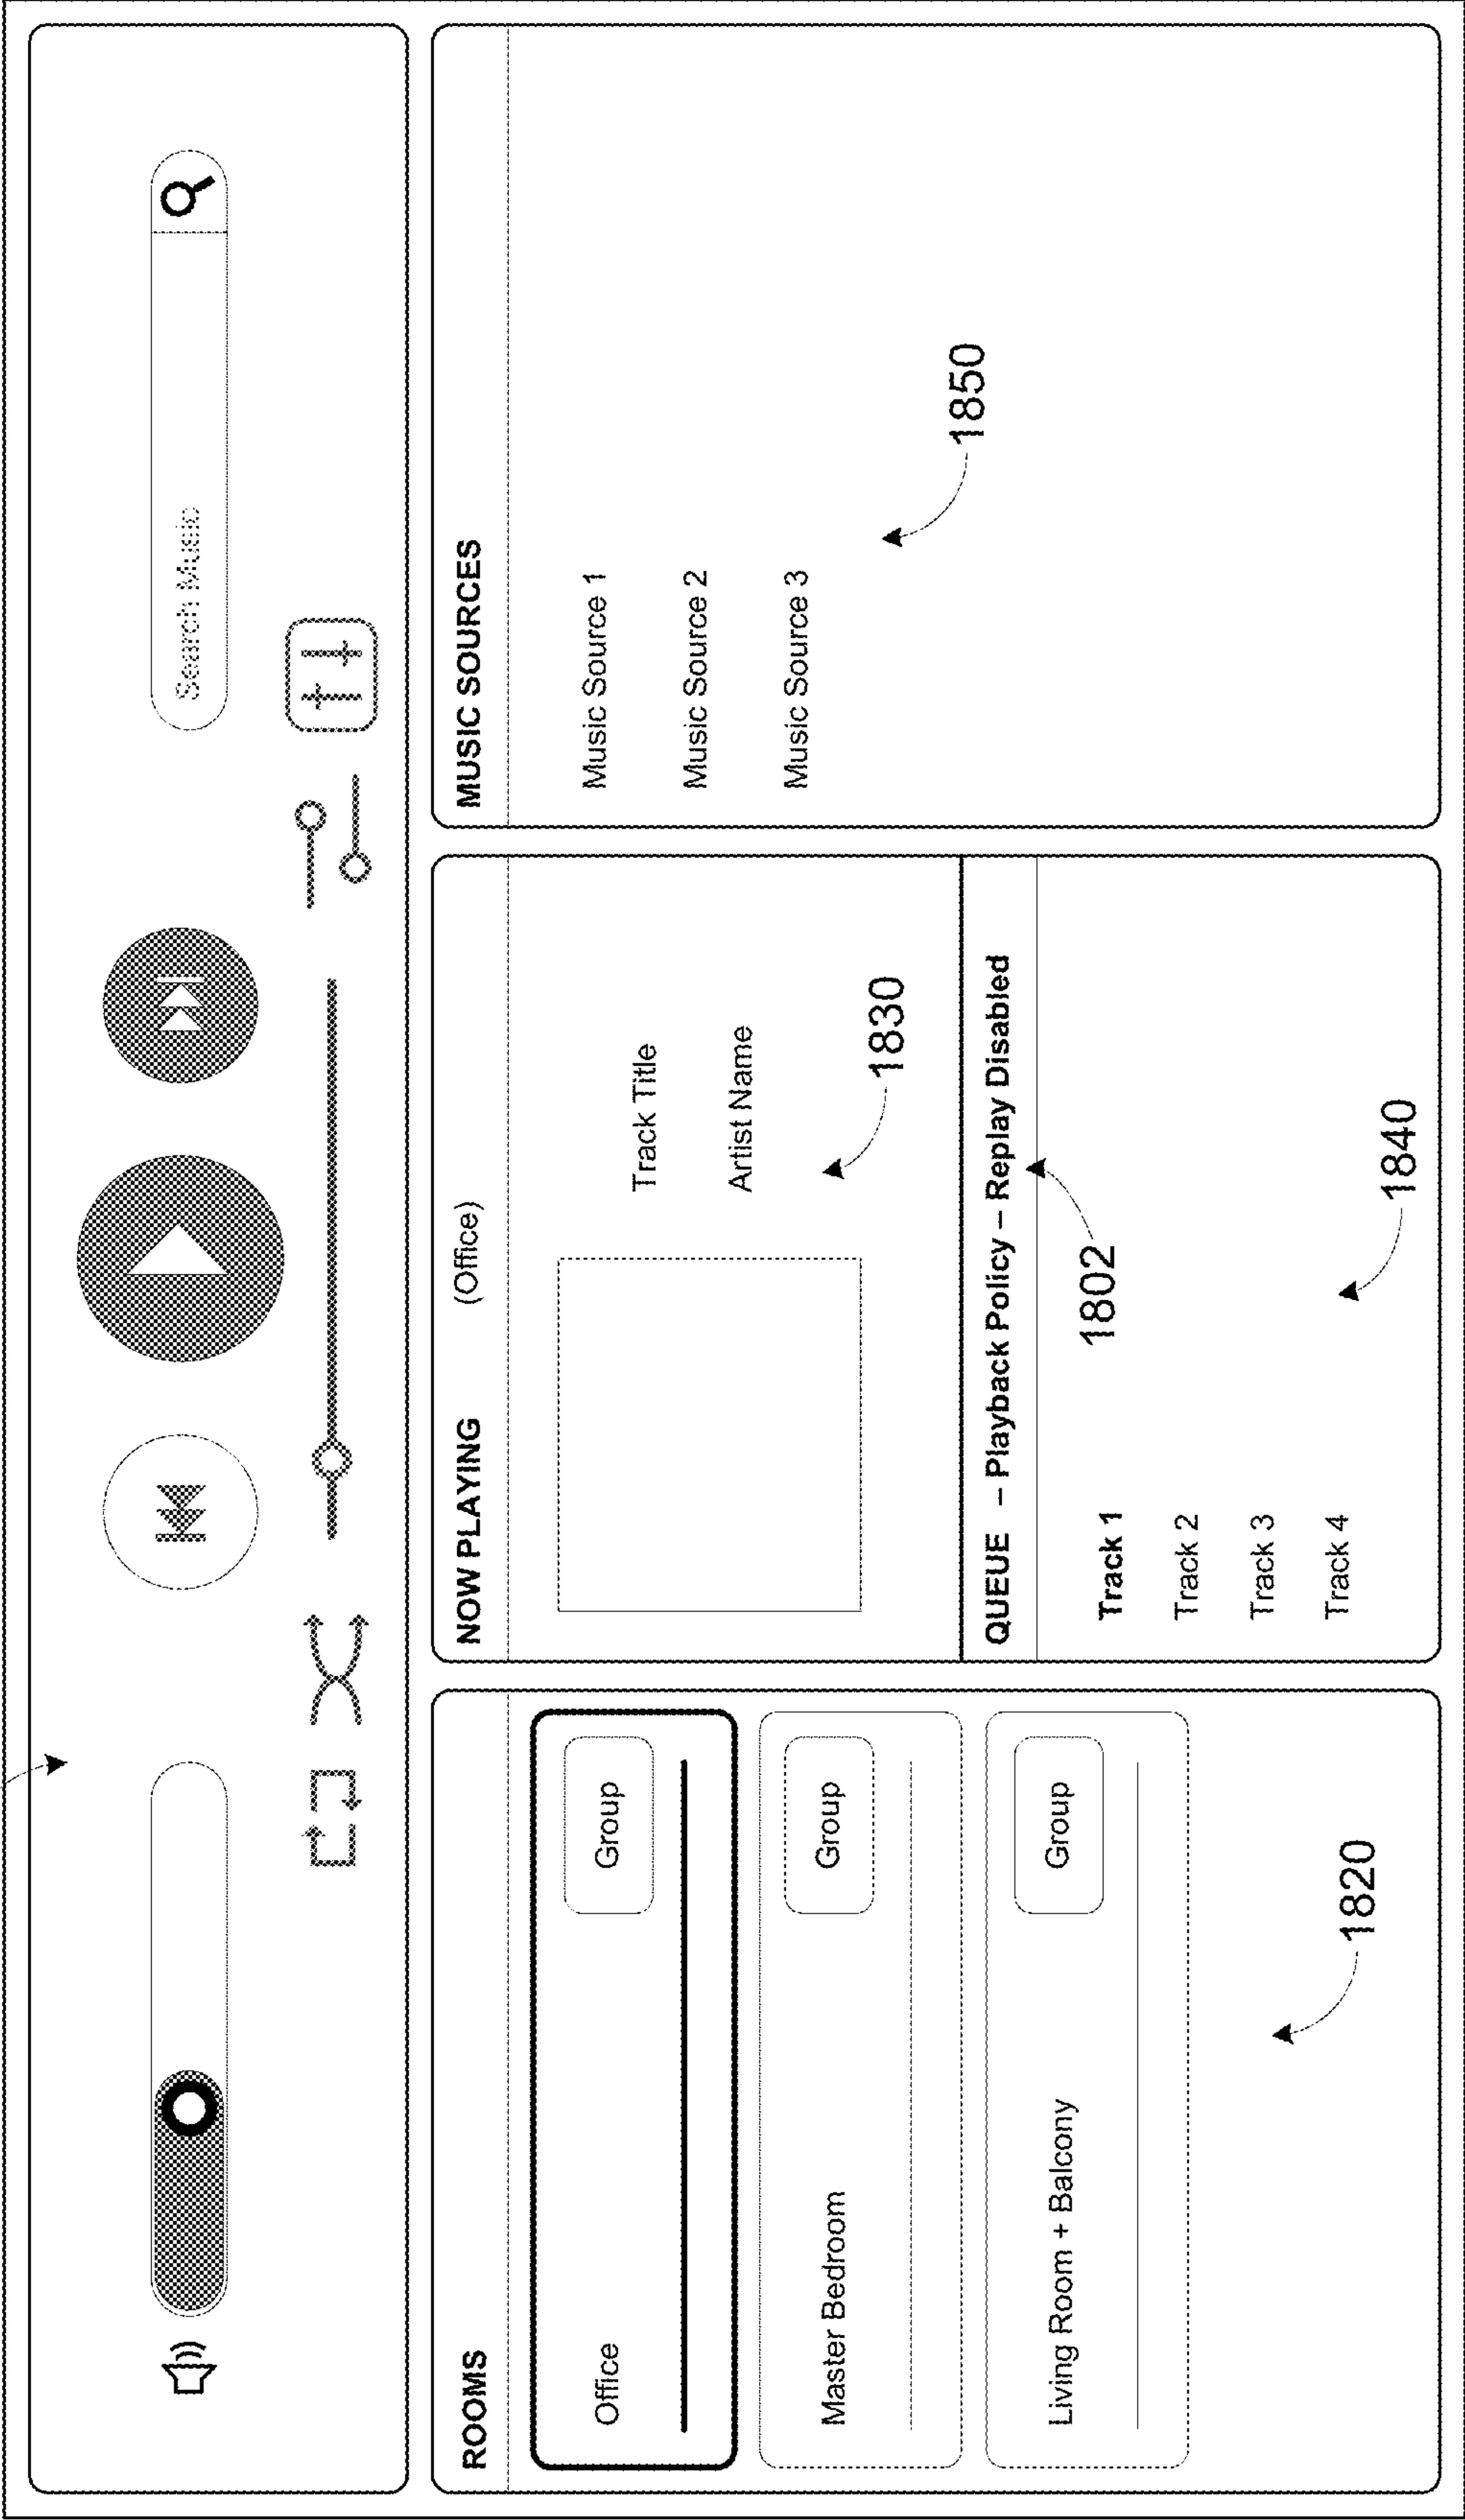 Search Music
ROOMS
Office
Group
Master Bedroom
Group
Living Room + Balcony
Group
1820
NOW PLAYING (Office)
Track Title
Artist Name
1830
QUEUE – Playback Policy – Replay Disabled
1802
Track 1
Track 2
Track 3
Track 4
1840
MUSIC SOURCES
Music Source 1
Music Source 2
Music Source 3
1850